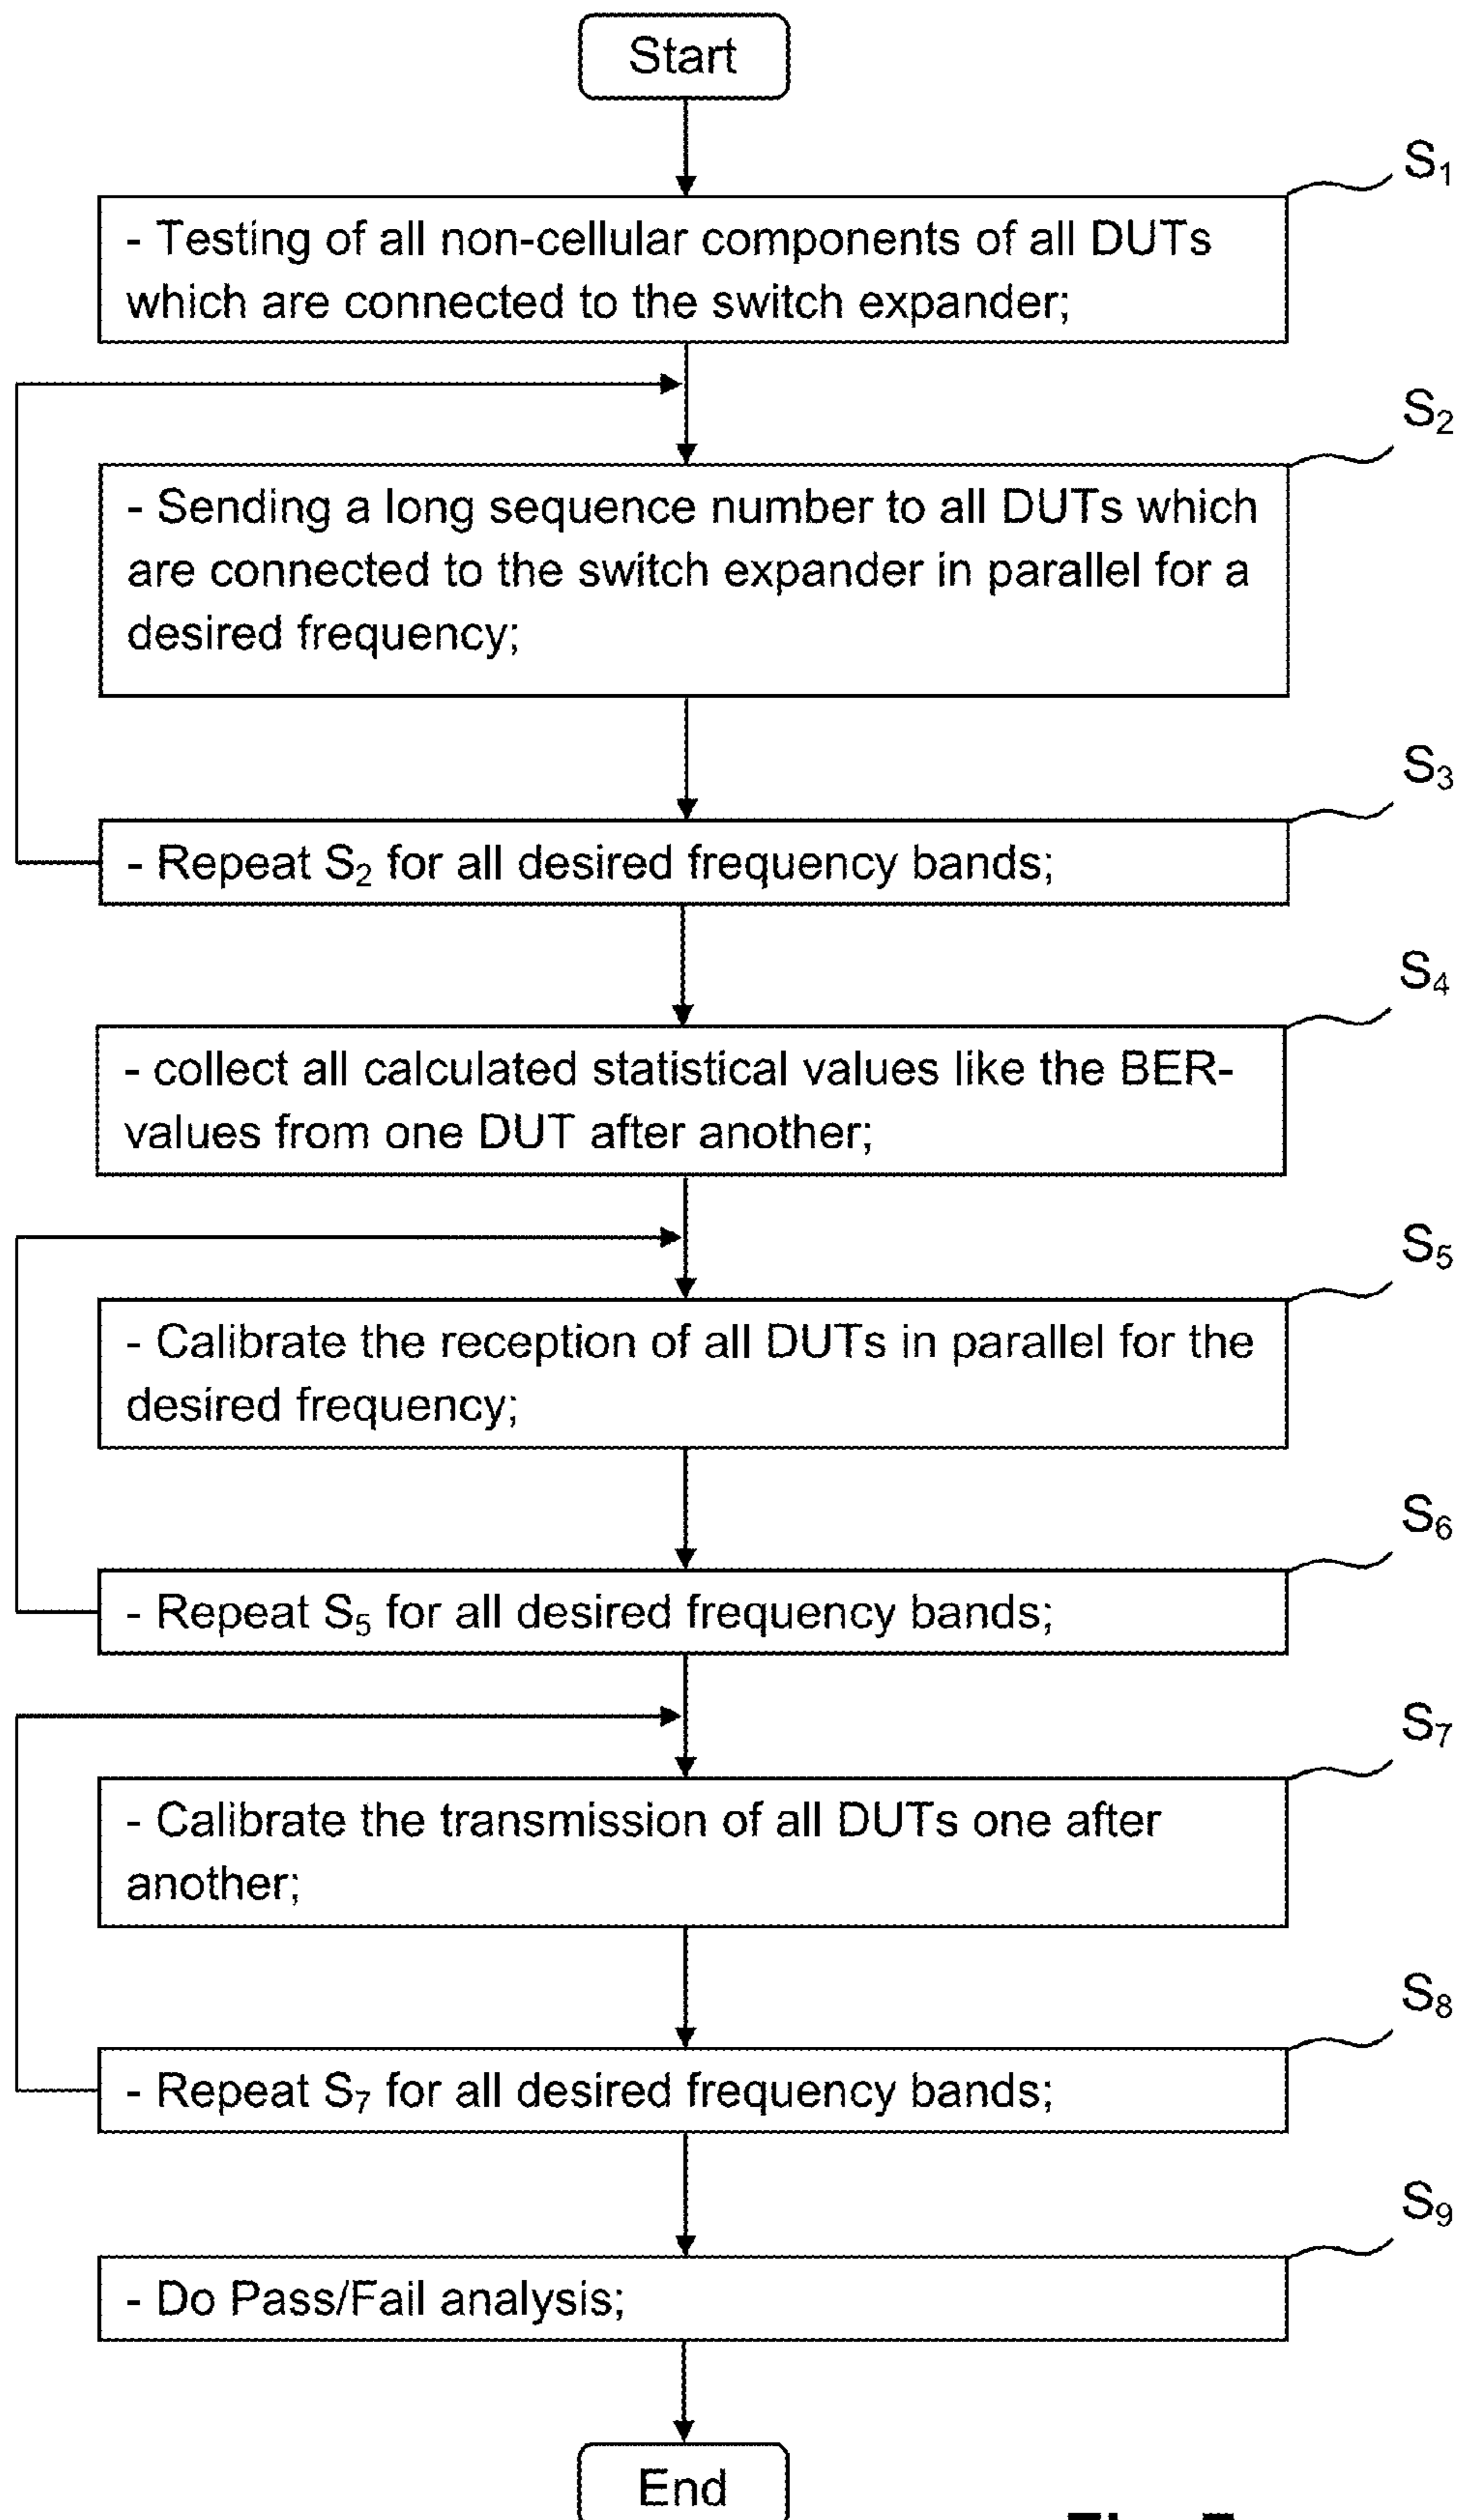 Start
S₁
- Testing of all non-cellular components of all DUTs
which are connected to the switch expander;
S₂
- Sending a long sequence number to all DUTs which
are connected to the switch expander in parallel for a
desired frequency;
S₃
- Repeat S₂ for all desired frequency bands;
S₄
- collect all calculated statistical values like the BER-
values from one DUT after another;
S₅
- Calibrate the reception of all DUTs in parallel for the
desired frequency;
S₆
- Repeat S₅ for all desired frequency bands;
S₇
- Calibrate the transmission of all DUTs one after
another;
S₈
- Repeat S₇ for all desired frequency bands;
S₉
- Do Pass/Fail analysis;
End